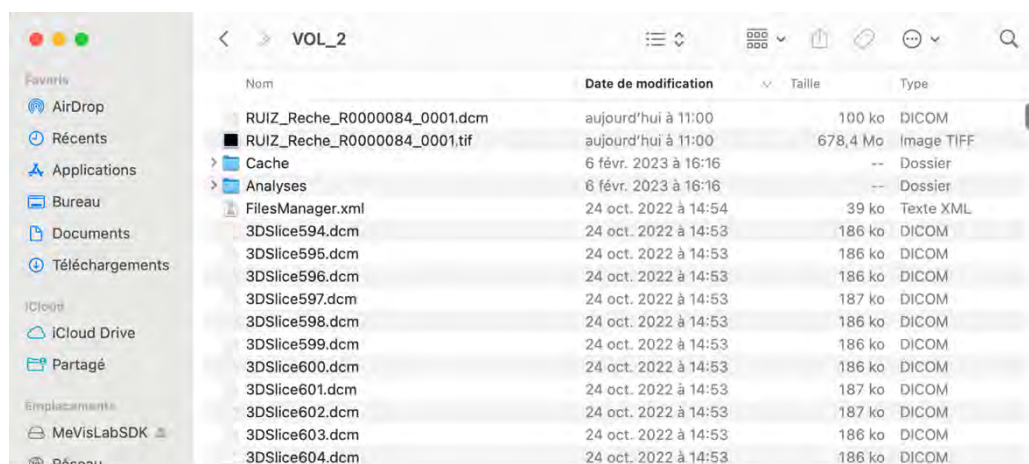 VOL_2
Favoris
AirDrop
Récents
Applications
Bureau
Documents
Téléchargements
iCloud
iCloud Drive
Partagé
Emplacements
MeVisLabSDK
Réseau
Nom Date de modification Taille Type
RUIZ_Reche_R0000084_0001.dcm aujourd'hui à 11:00 100 ko DICOM
RUIZ_Reche_R0000084_0001.tif aujourd'hui à 11:00 678,4 Mo Image TIFF
Cache 6 févr. 2023 à 16:16 -- Dossier
Analyses 6 févr. 2023 à 16:16 -- Dossier
FilesManager.xml 24 oct. 2022 à 14:54 39 ko Texte XML
3DSlice594.dcm 24 oct. 2022 à 14:53 186 ko DICOM
3DSlice595.dcm 24 oct. 2022 à 14:53 186 ko DICOM
3DSlice596.dcm 24 oct. 2022 à 14:53 186 ko DICOM
3DSlice597.dcm 24 oct. 2022 à 14:53 187 ko DICOM
3DSlice598.dcm 24 oct. 2022 à 14:53 186 ko DICOM
3DSlice599.dcm 24 oct. 2022 à 14:53 186 ko DICOM
3DSlice600.dcm 24 oct. 2022 à 14:53 186 ko DICOM
3DSlice601.dcm 24 oct. 2022 à 14:53 187 ko DICOM
3DSlice602.dcm 24 oct. 2022 à 14:53 187 ko DICOM
3DSlice603.dcm 24 oct. 2022 à 14:53 186 ko DICOM
3DSlice604.dcm 24 oct. 2022 à 14:53 186 ko DICOM